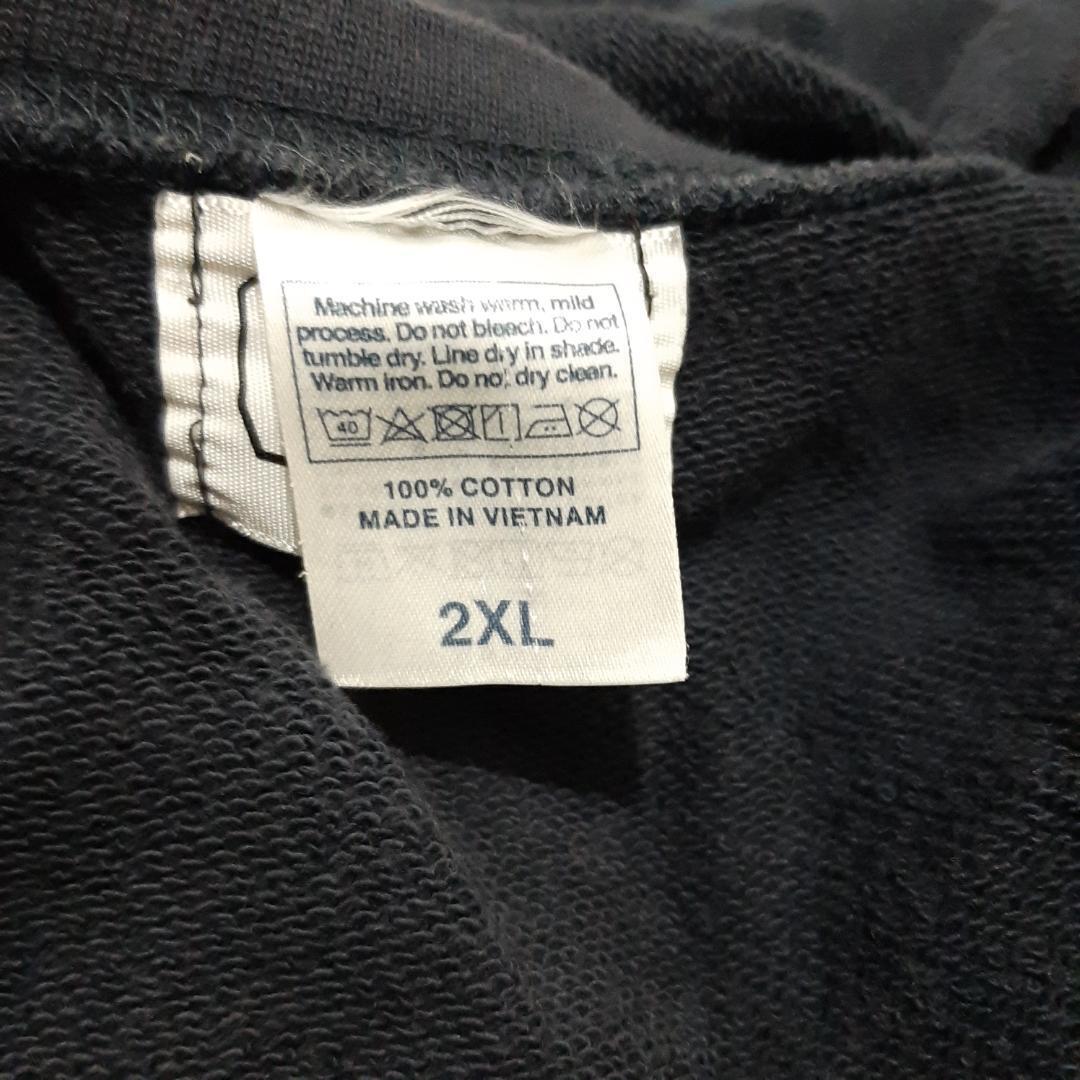 Machine wash warm, mild
process. Do not bleach. Do not
tumble dry. Line dry in shade.
Warm iron. Do not dry clean.
40
100% COTTON
MADE IN VIETNAM
2XL